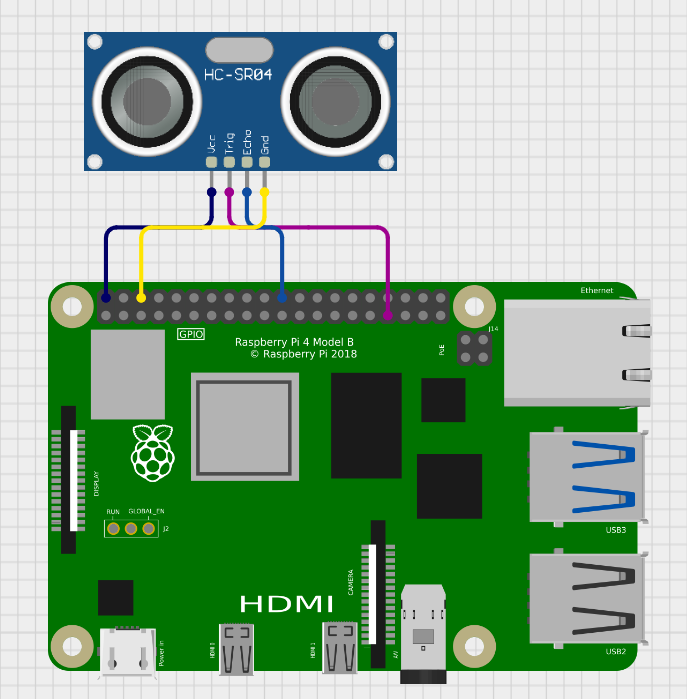 HC-SR04
Vcc
Trig
Echo
Gnd
Ethernet
J14
GPIO
Raspberry Pi 4 Model B
© Raspberry Pi 2018
PoE
DISPLAY
RUN
GLOBAL_EN
J2
USB3
CAMERA
HDMI
Power in
HDMI 0
HDMI 1
A/V
USB2